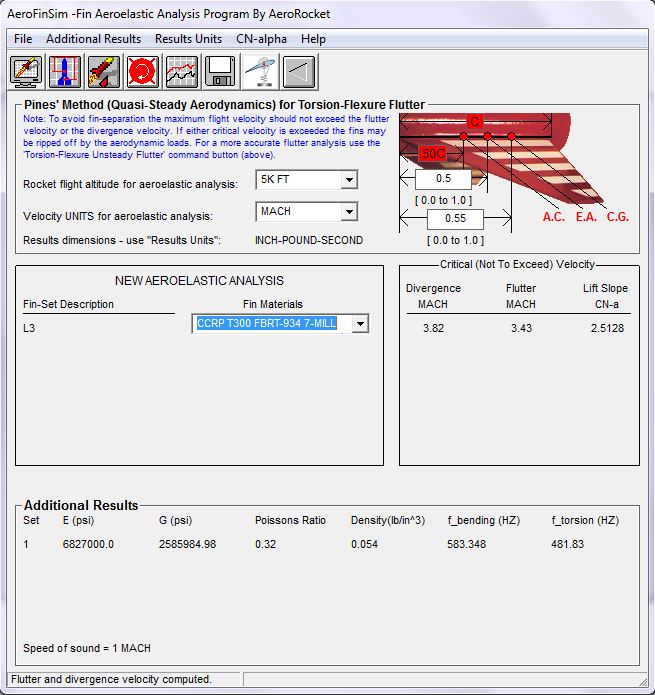 AeroFinSim -Fin Aeroelastic Analysis Program By AeroRocket
File Additional Results Results Units CN-alpha Help
Pines' Method (Quasi-Steady Aerodynamics) for Torsion-Flexure Flutter
Note: To avoid fin-separation the maximum flight velocity should not exceed the flutter
velocity or the divergence velocity. If either critical velocity is exceeded the fins may
be ripped off by the aerodynamic loads. For a more accurate flutter analysis use the
'Torsion-Flexure Unsteady Flutter' command button (above).
C
.50C
Rocket flight altitude for aeroelastic analysis: 5K FT
0.5
[ 0.0 to 1.0 ]
Velocity UNITS for aeroelastic analysis: MACH
0.55
A.C. E.A. C.G.
Results dimensions - use "Results Units": INCH-POUND-SECOND
[ 0.0 to 1.0 ]
NEW AEROELASTIC ANALYSIS
Fin-Set Description Fin Materials
L3 CCRP T300 FBRT-934 7-MILL
Critical (Not To Exceed) Velocity
Divergence Flutter Lift Slope
MACH MACH CN-a
3.82 3.43 2.5128
Additional Results
Set E (psi) G (psi) Poissons Ratio Density(lb/in^3) f_bending (HZ) f_torsion (HZ)
1 6827000.0 2585984.98 0.32 0.054 583.348 481.83
Speed of sound = 1 MACH
Flutter and divergence velocity computed.